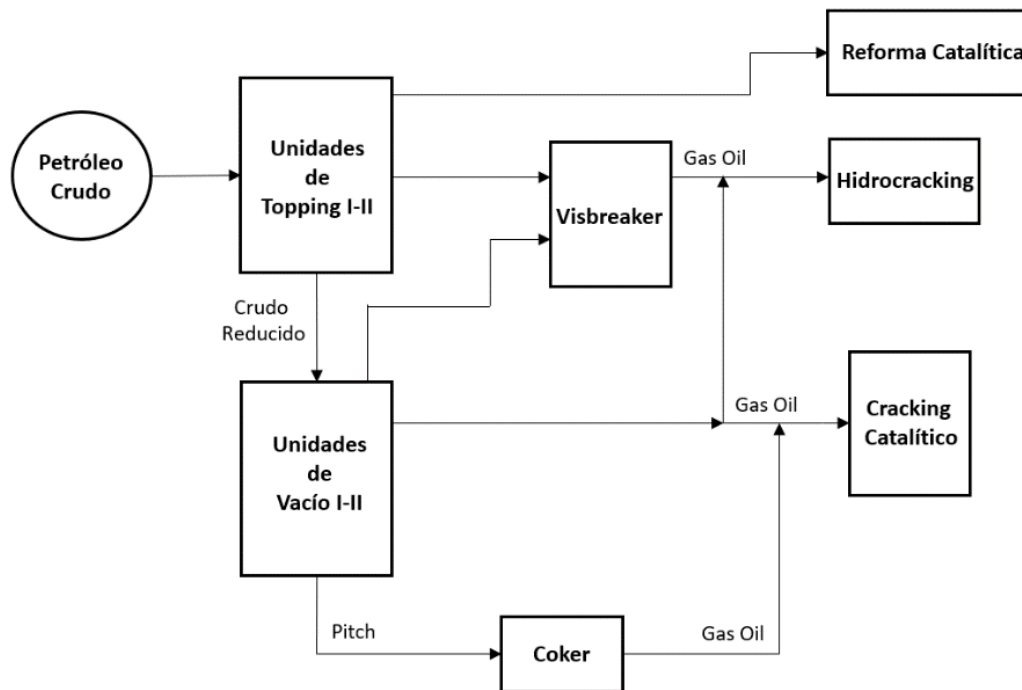 Reforma Catalítica
Petróleo
Crudo
Unidades
de
Topping I-II
Gas Oil
Visbreaker
Hidrocracking
Crudo
Reducido
Unidades
de
Vacío I-II
Gas Oil
Cracking
Catalítico
Pitch
Coker
Gas Oil